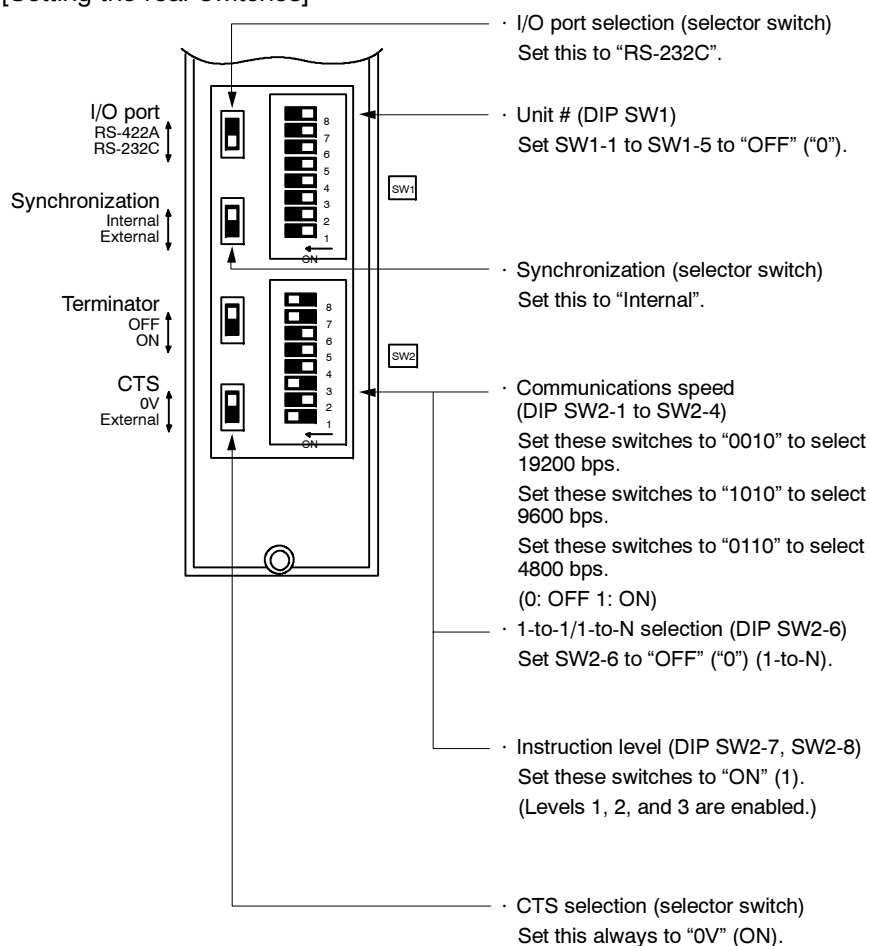 [Setting the rear switches]
· I/O port selection (selector switch)
Set this to “RS-232C”.
I/O port
RS-422A
RS-232C
· Unit # (DIP SW1)
Set SW1-1 to SW1-5 to “OFF” (“0”).
8
7
6
5
4
3
2
1
ON
SW1
Synchronization
Internal
External
· Synchronization (selector switch)
Set this to “Internal”.
Terminator
OFF
ON
8
7
6
5
4
3
2
1
ON
SW2
CTS
0V
External
· Communications speed
(DIP SW2-1 to SW2-4)
Set these switches to “0010” to select
19200 bps.
Set these switches to “1010” to select
9600 bps.
Set these switches to “0110” to select
4800 bps.
(0: OFF 1: ON)
· 1-to-1/1-to-N selection (DIP SW2-6)
Set SW2-6 to “OFF” (“0”) (1-to-N).
· Instruction level (DIP SW2-7, SW2-8)
Set these switches to “ON” (1).
(Levels 1, 2, and 3 are enabled.)
· CTS selection (selector switch)
Set this always to “0V” (ON).